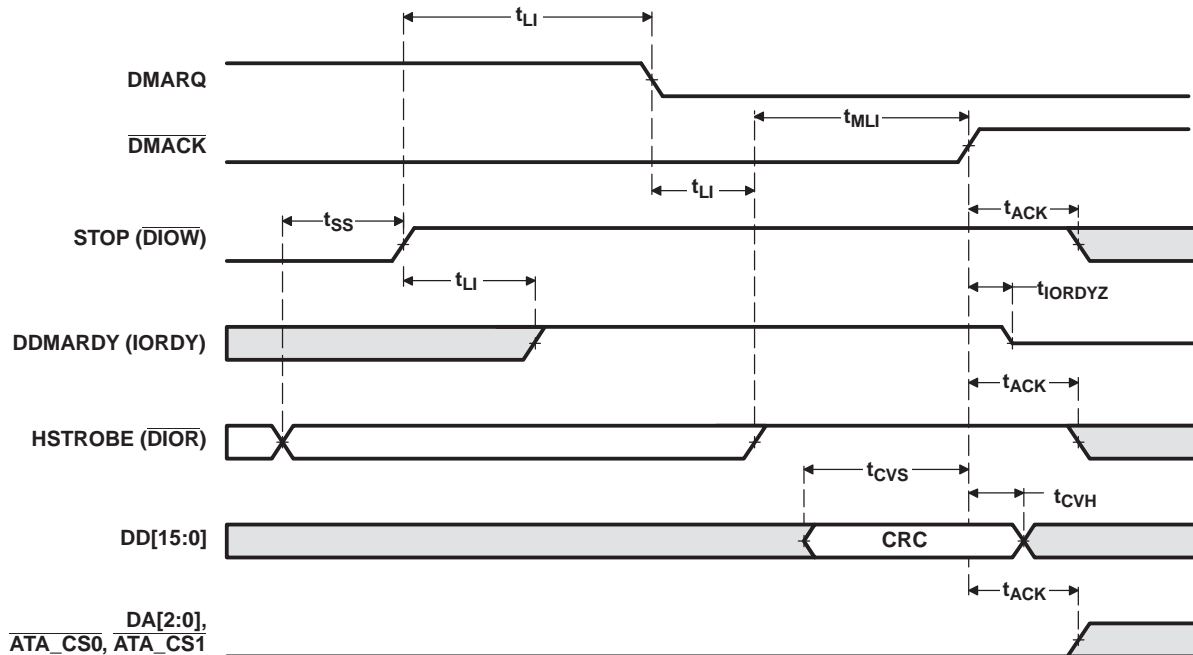 tLI
DMARQ
tMLI
DMACK
tLI
tSS
tACK
STOP (DIOW)
tLI
tIORDYZ
DDMARDY (IORDY)
tACK
HSTROBE (DIOR)
tCVS
tCVH
DD[15:0]
CRC
tACK
DA[2:0],
ATA_CS0, ATA_CS1